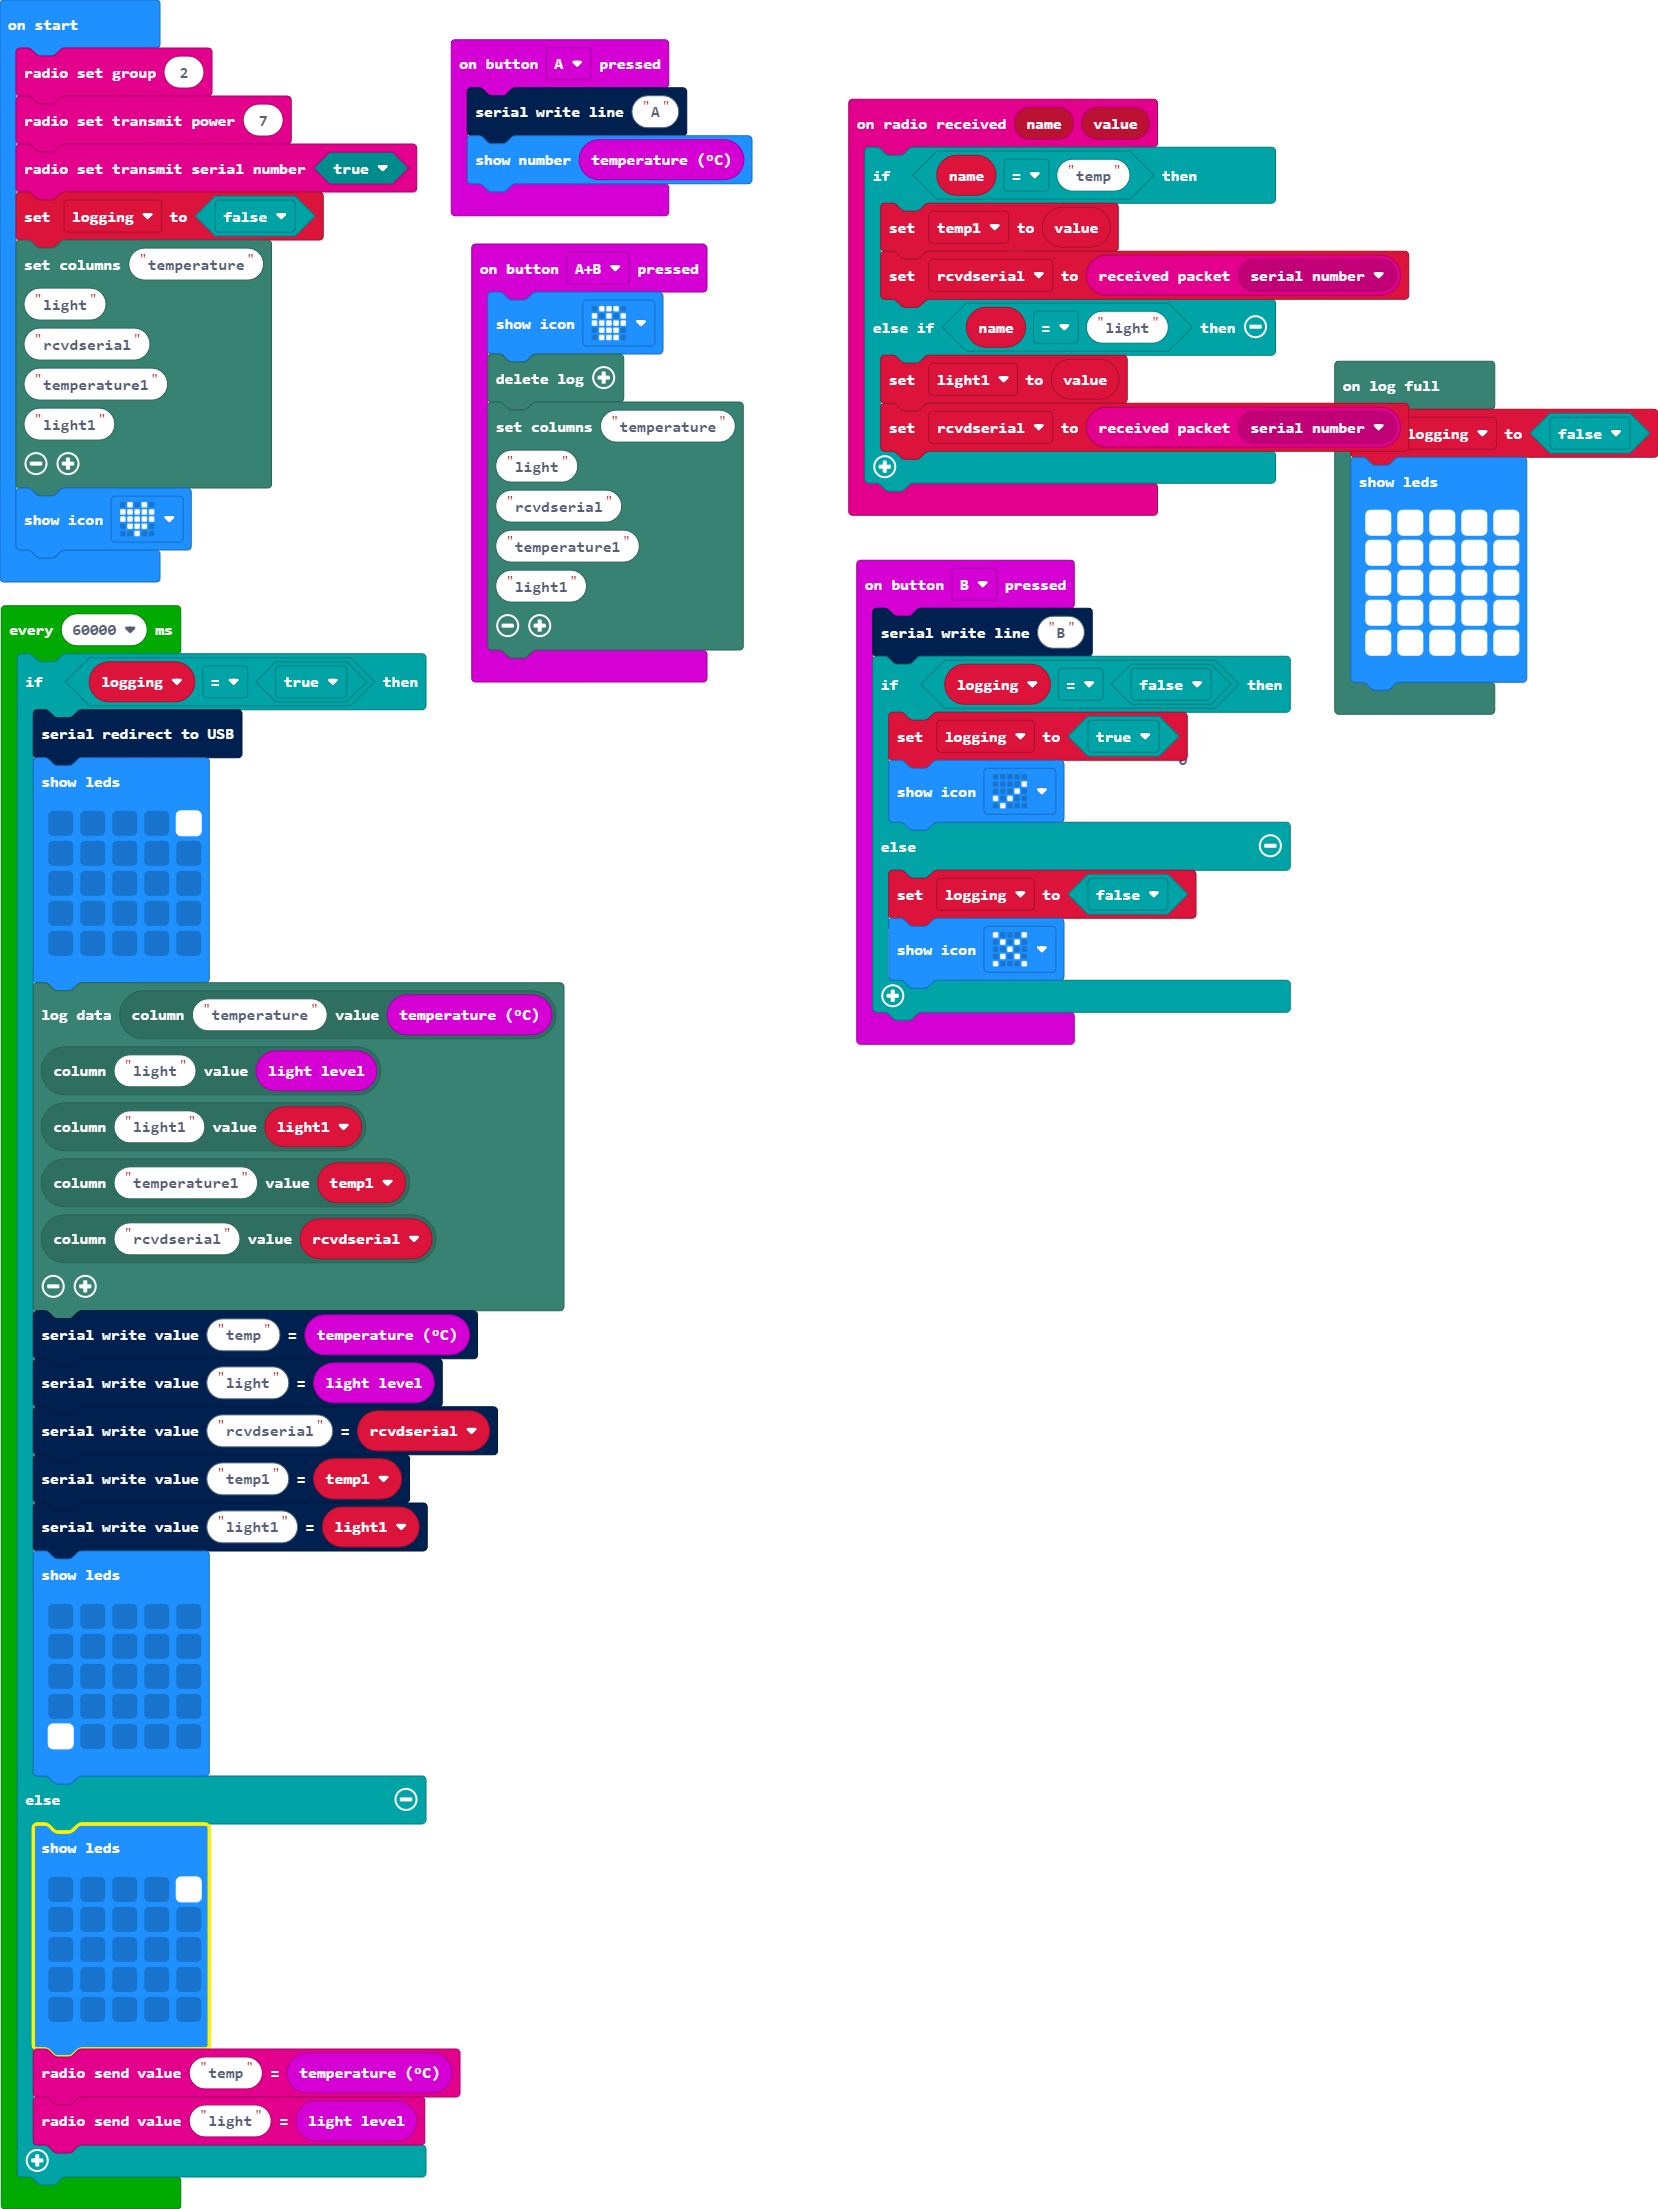 on start
radio set group 2
radio set transmit power 7
radio set transmit serial number true
set logging to false
set columns "temperature"
"light"
"rcvdserial"
"temperature1"
"light1"
show icon
every 60000 ms
if logging = true then
serial redirect to USB
show leds
log data column "temperature" value temperature (ºC)
column "light" value light level
column "light1" value light1
column "temperature1" value temp1
column "rcvdserial" value rcvdserial
serial write value "temp" = temperature (ºC)
serial write value "light" = light level
serial write value "rcvdserial" = rcvdserial
serial write value "temp1" = temp1
serial write value "light1" = light1
show leds
else
show leds
radio send value "temp" = temperature (ºC)
radio send value "light" = light level
on button A pressed
serial write line "A"
show number temperature (ºC)
on button A+B pressed
show icon
delete log
set columns "temperature"
"light"
"rcvdserial"
"temperature1"
"light1"
on radio received name value
if name = "temp" then
set temp1 to value
set rcvdserial to received packet serial number
else if name = "light" then
set light1 to value
set rcvdserial to received packet serial number
on button B pressed
serial write line "B"
if logging = false then
set logging to true
show icon
else
set logging to false
show icon
on log full
logging to false
show leds